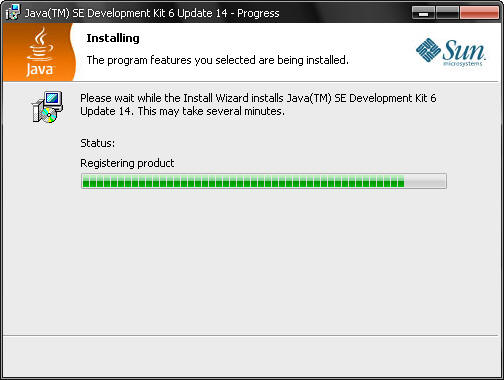 Java(TM) SE Development Kit 6 Update 14 - Progress
Installing
The program features you selected are being installed.
Java
Sun
microsystems
Please wait while the Install Wizard installs Java(TM) SE Development Kit 6
Update 14. This may take several minutes.
Status:
Registering product